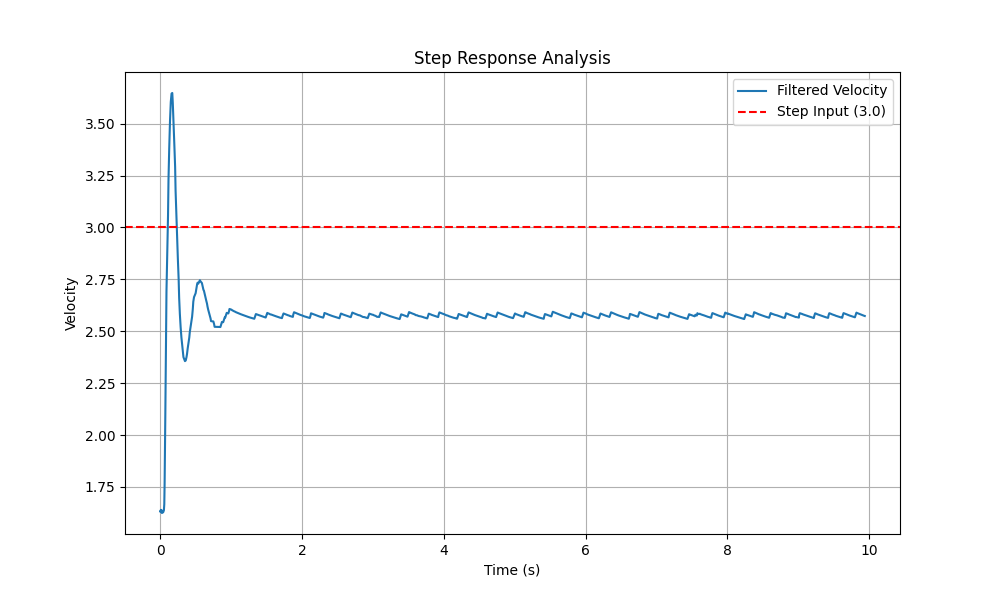 Step Response Analysis
Filtered Velocity
Step Input (3.0)
Velocity
3.50
3.25
3.00
2.75
2.50
2.25
2.00
1.75
0 2 4 6 8 10
Time (s)